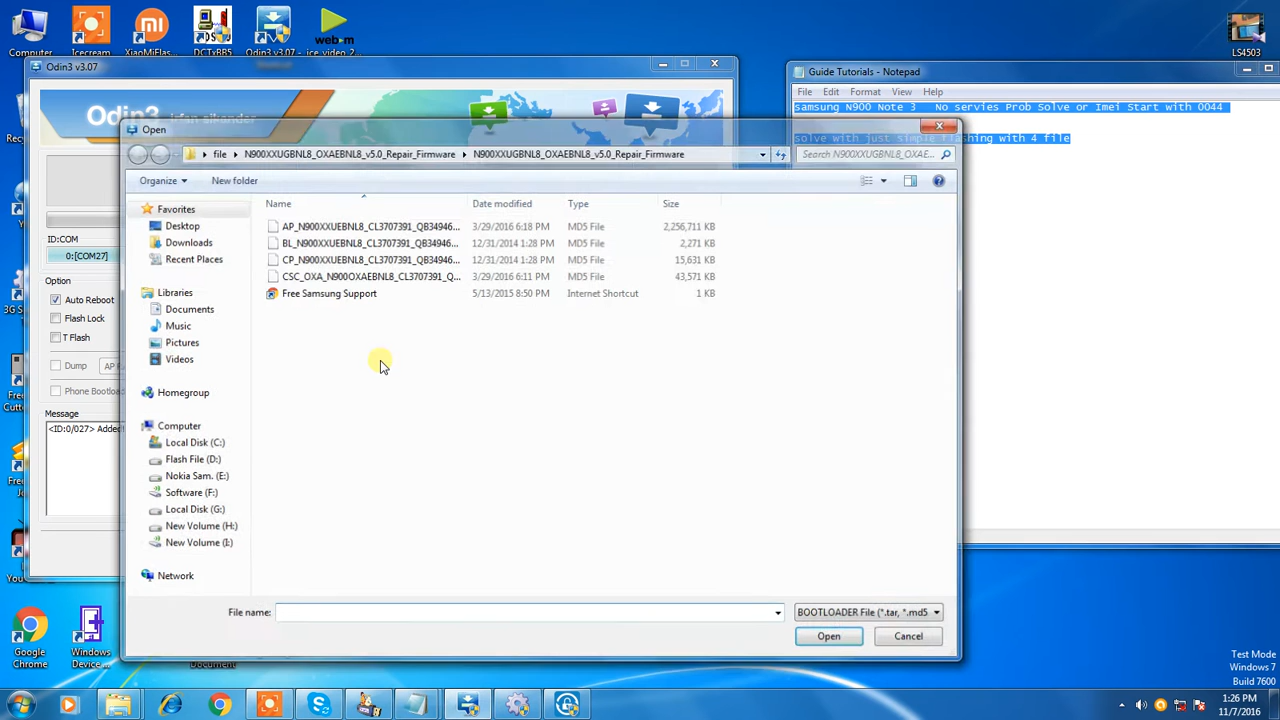 Computer
Icecream
XiaoMiFlas...
DCTxBB5
Odin3 v3.07 -
ice_video_2...
web m
LS4503
Odin3 v3.07
Guide Tutorials - Notepad
File Edit Format View Help
Odin3
irfan sikander
samsung N900 Note 3 No servies Prob Solve or Imei Start with 0044
solve with just simple flashing with 4 file
Open
file
N900XXUGBNL8_OXAEBNL8_v5.0_Repair_Firmware
N900XXUGBNL8_OXAEBNL8_v5.0_Repair_Firmware
Search N900XXUGBNL8_OXAE...
Organize
New folder
Name
Date modified
Type
Size
Favorites
Desktop
Downloads
Recent Places
Libraries
Documents
Music
Pictures
Videos
Homegroup
Computer
Local Disk (C:)
Flash File (D:)
Nokia Sam. (E:)
Software (F:)
Local Disk (G:)
New Volume (H:)
New Volume (I:)
Network
AP_N900XXUEBNL8_CL3707391_QB34946... 3/29/2016 6:18 PM MD5 File 2,256,711 KB
BL_N900XXUEBNL8_CL3707391_QB34946... 12/31/2014 1:28 PM MD5 File 2,271 KB
CP_N900XXUEBNL8_CL3707391_QB34946... 12/31/2014 1:28 PM MD5 File 15,631 KB
CSC_OXA_N900OXAEBNL8_CL3707391_Q... 3/29/2016 6:11 PM MD5 File 43,571 KB
Free Samsung Support 5/13/2015 8:50 PM Internet Shortcut 1 KB
File name:
BOOTLOADER File (*.tar, *.md5
Open
Cancel
ID:COM
0:[COM27]
Option
Auto Reboot
Flash Lock
T Flash
Dump
Phone Bootloa
Message
<ID:0/027> Added
Google
Chrome
Windows
Device...
Document
Test Mode
Windows 7
Build 7600
1:26 PM
11/7/2016